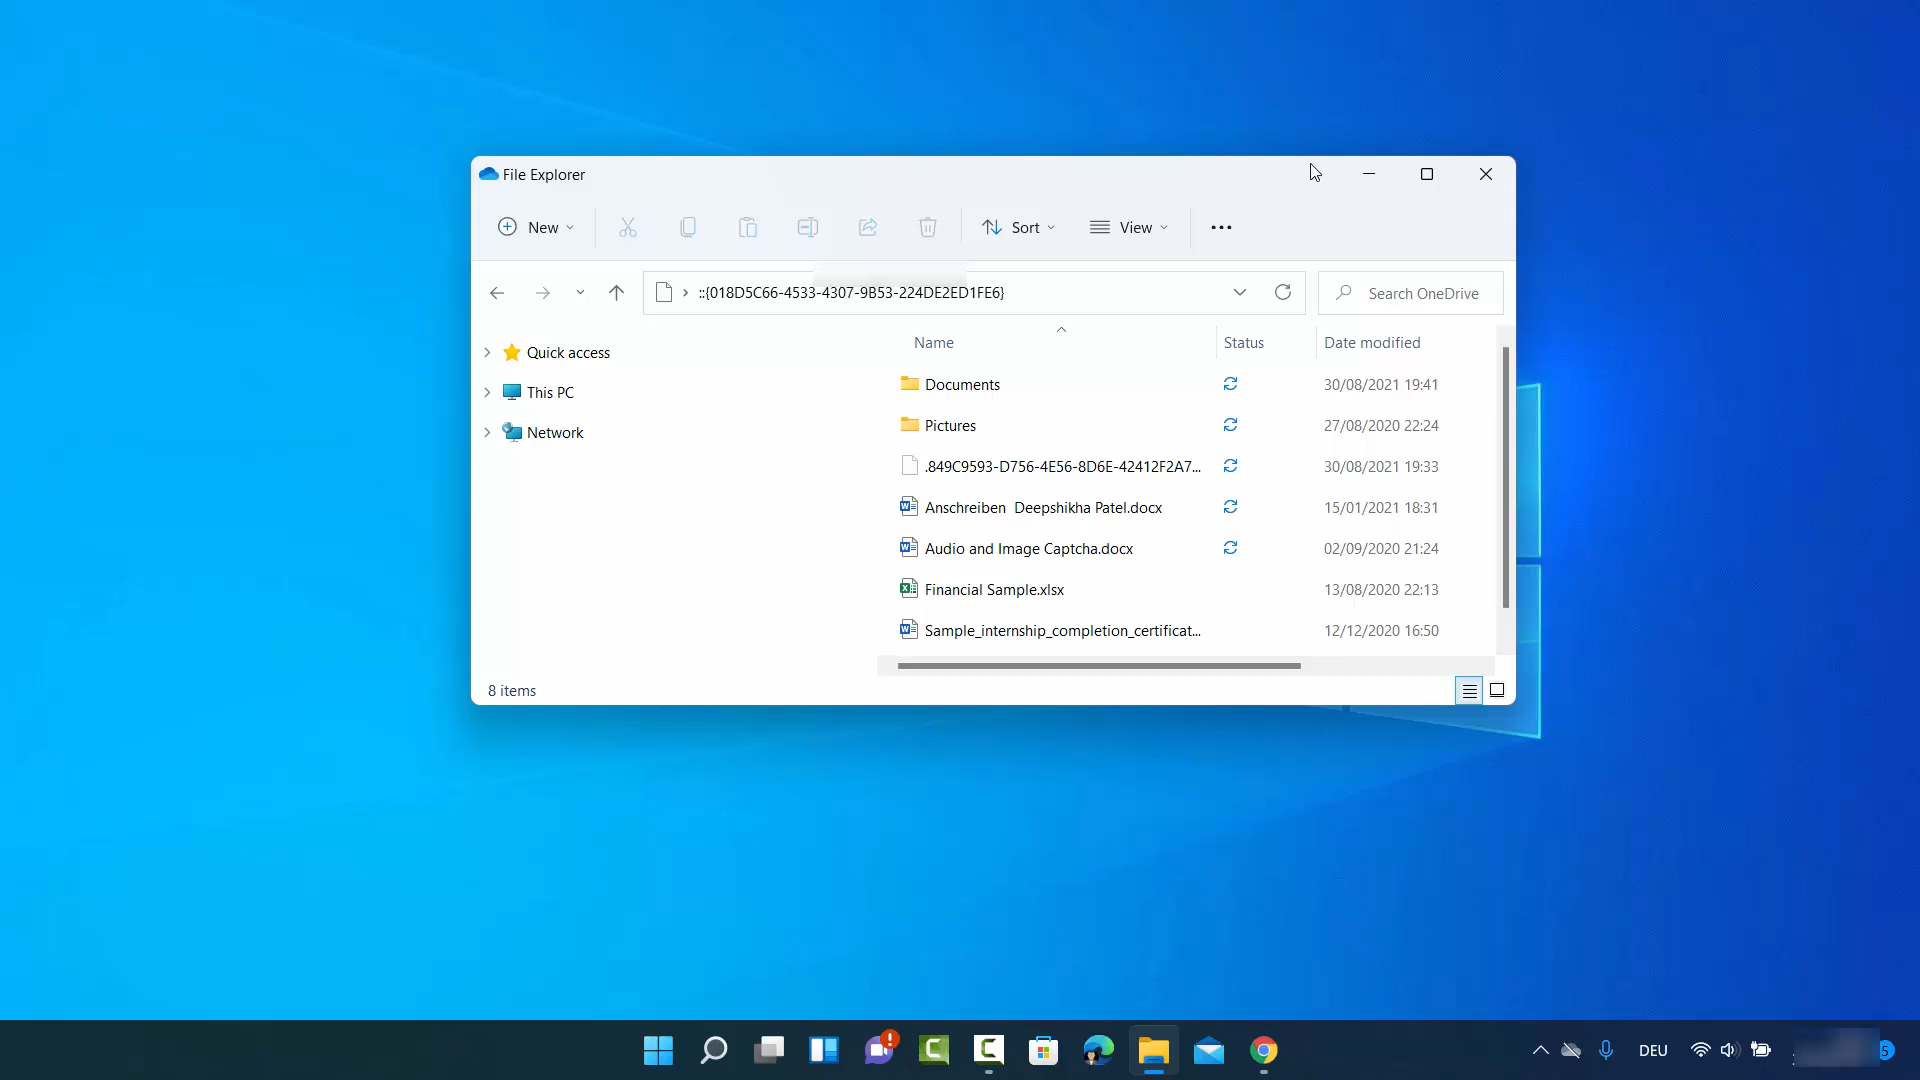 File Explorer
New
Sort
View
::{018D5C66-4533-4307-9B53-224DE2ED1FE6}
Search OneDrive
Quick access
This PC
Network
Name Status Date modified
Documents 30/08/2021 19:41
Pictures 27/08/2020 22:24
.849C9593-D756-4E56-8D6E-42412F2A7... 30/08/2021 19:33
Anschreiben  Deepshikha Patel.docx 15/01/2021 18:31
Audio and Image Captcha.docx 02/09/2020 21:24
Financial Sample.xlsx 13/08/2020 22:13
Sample_internship_completion_certificat... 12/12/2020 16:50
8 items
DEU
5